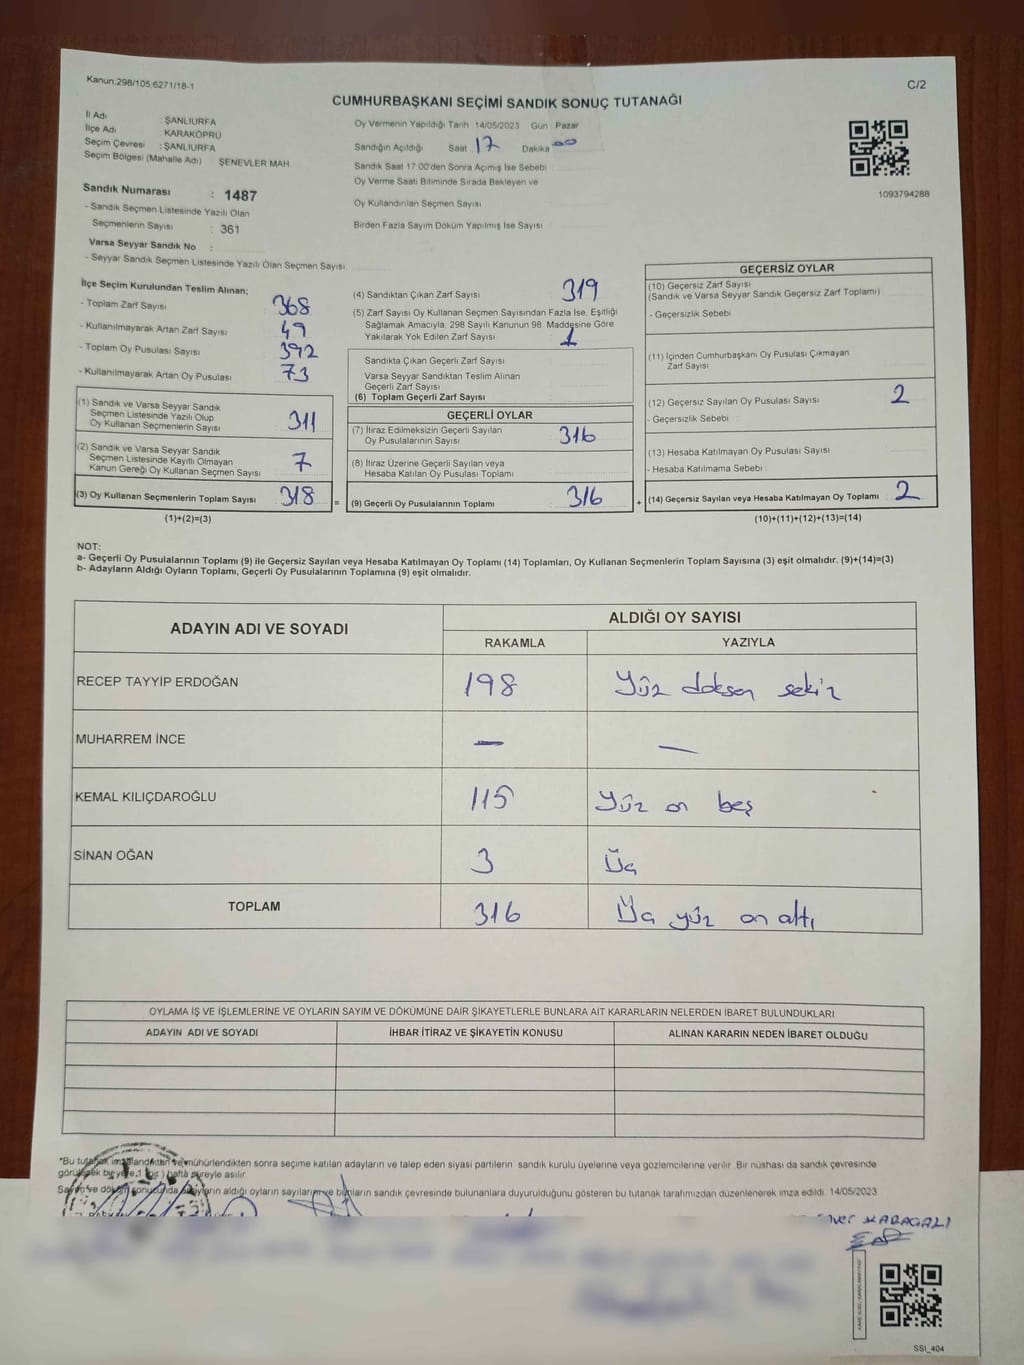 Kanun:298/105:6271/18-1
C/2
CUMHURBAŞKANI SEÇİMİ SANDIK SONUÇ TUTANAĞI
İl Adı : ŞANLIURFA
İlçe Adı KARAKÖPRÜ
Seçim Çevresi : ŞANLIURFA
Seçim Bölgesi (Mahalle Adı) ŞENEVLER MAH.
Oy Vermenin Yapıldığı Tarih 14/05/2023 Gün Pazar
Sandığın Açıldığı Saat 17 Dakika 00
Sandık Saat 17:00'den Sonra Açımış İse Sebebi
Oy Verme Saati Bitiminde Sırada Bekleyen ve
Oy Kullandırılan Seçmen Sayısı
Birden Fazla Sayım Döküm Yapılmış İse Sayısı
1093794288
Sandık Numarası : 1487
- Sandık Seçmen Listesinde Yazılı Olan
Seçmenlerin Sayısı : 361
Varsa Seyyar Sandık No :
- Seyyar Sandık Seçmen Listesinde Yazılı Olan Seçmen Sayısı
İlçe Seçim Kurulundan Teslim Alınan;
- Toplam Zarf Sayısı 368
- Kullanılmayarak Artan Zarf Sayısı 49
- Toplam Oy Pusulası Sayısı 392
- Kullanılmayarak Artan Oy Pusulası 73
(1) Sandık ve Varsa Seyyar Sandık
Seçmen Listesinde Yazılı Olup
Oy Kullanan Seçmenlerin Sayısı 311
(2) Sandık ve Varsa Seyyar Sandık
Seçmen Listesinde Kayıtlı Olmayan
Kanun Gereği Oy Kullanan Seçmen Sayısı 7
(3) Oy Kullanan Seçmenlerin Toplam Sayısı 318 =
(1)+(2)=(3)
(4) Sandıktan Çıkan Zarf Sayısı 319
(5) Zarf Sayısı Oy Kullanan Seçmen Sayısından Fazla İse, Eşitliği
Sağlamak Amacıyla, 298 Sayılı Kanunun 98. Maddesine Göre
Yakılarak Yok Edilen Zarf Sayısı 1
Sandıkta Çıkan Geçerli Zarf Sayısı
Varsa Seyyar Sandıktan Teslim Alınan
Geçerli Zarf Sayısı
(6) Toplam Geçerli Zarf Sayısı
GEÇERLİ OYLAR
(7) İtiraz Edilmeksizin Geçerli Sayılan
Oy Pusulalarının Sayısı 316
(8) İtiraz Üzerine Geçerli Sayılan veya
Hesaba Katılan Oy Pusulası Toplamı
(9) Geçerli Oy Pusulalarının Toplamı 316 +
GEÇERSİZ OYLAR
(10) Geçersiz Zarf Sayısı
(Sandık ve Varsa Seyyar Sandık Geçersiz Zarf Toplamı)
- Geçersizlik Sebebi
(11) İçinden Cumhurbaşkanı Oy Pusulası Çıkmayan
Zarf Sayısı
(12) Geçersiz Sayılan Oy Pusulası Sayısı 2
- Geçersizlik Sebebi
(13) Hesaba Katılmayan Oy Pusulası Sayısı
- Hesaba Katılmama Sebebi
(14) Geçersiz Sayılan veya Hesaba Katılmayan Oy Toplamı 2
(10)+(11)+(12)+(13)=(14)
NOT:
a- Geçerli Oy Pusulalarının Toplamı (9) ile Geçersiz Sayılan veya Hesaba Katılmayan Oy Toplamı (14) Toplamları, Oy Kullanan Seçmenlerin Toplam Sayısına (3) eşit olmalıdır. (9)+(14)=(3)
b- Adayların Aldığı Oyların Toplamı, Geçerli Oy Pusulalarının Toplamına (9) eşit olmalıdır.
ADAYIN ADI VE SOYADI
ALDIĞI OY SAYISI
RAKAMLA YAZIYLA
RECEP TAYYİP ERDOĞAN 198 Yüz doksan sekiz
MUHARREM İNCE — —
KEMAL KILIÇDAROĞLU 115 Yüz on beş
SİNAN OĞAN 3 Üç
TOPLAM 316 Üç yüz on altı
OYLAMA İŞ VE İŞLEMLERİNE VE OYLARIN SAYIM VE DÖKÜMÜNE DAİR ŞİKAYETLERLE BUNLARA AİT KARARLARIN NELERDEN İBARET BULUNDUKLARI
ADAYIN ADI VE SOYADI İHBAR İTİRAZ VE ŞİKAYETİN KONUSU ALINAN KARARIN NEDEN İBARET OLDUĞU
*Bu tutanak imzalandıktan ve mühürlendikten sonra seçime katılan adayların ve talep eden siyasi partilerin sandık kurulu üyelerine veya gözlemcilerine verilir. Bir nüshası da sandık çevresinde
görülecek bir yere 1 (bir) hafta süreyle asılır.
Sayım ve döküm sonucunda adayların aldığı oyların sayılarını ve bunların sandık çevresinde bulunanlara duyurulduğunu gösteren bu tutanak tarafımızdan düzenlenerek imza edildi. 14/05/2023
KARAGALI
SSI_404